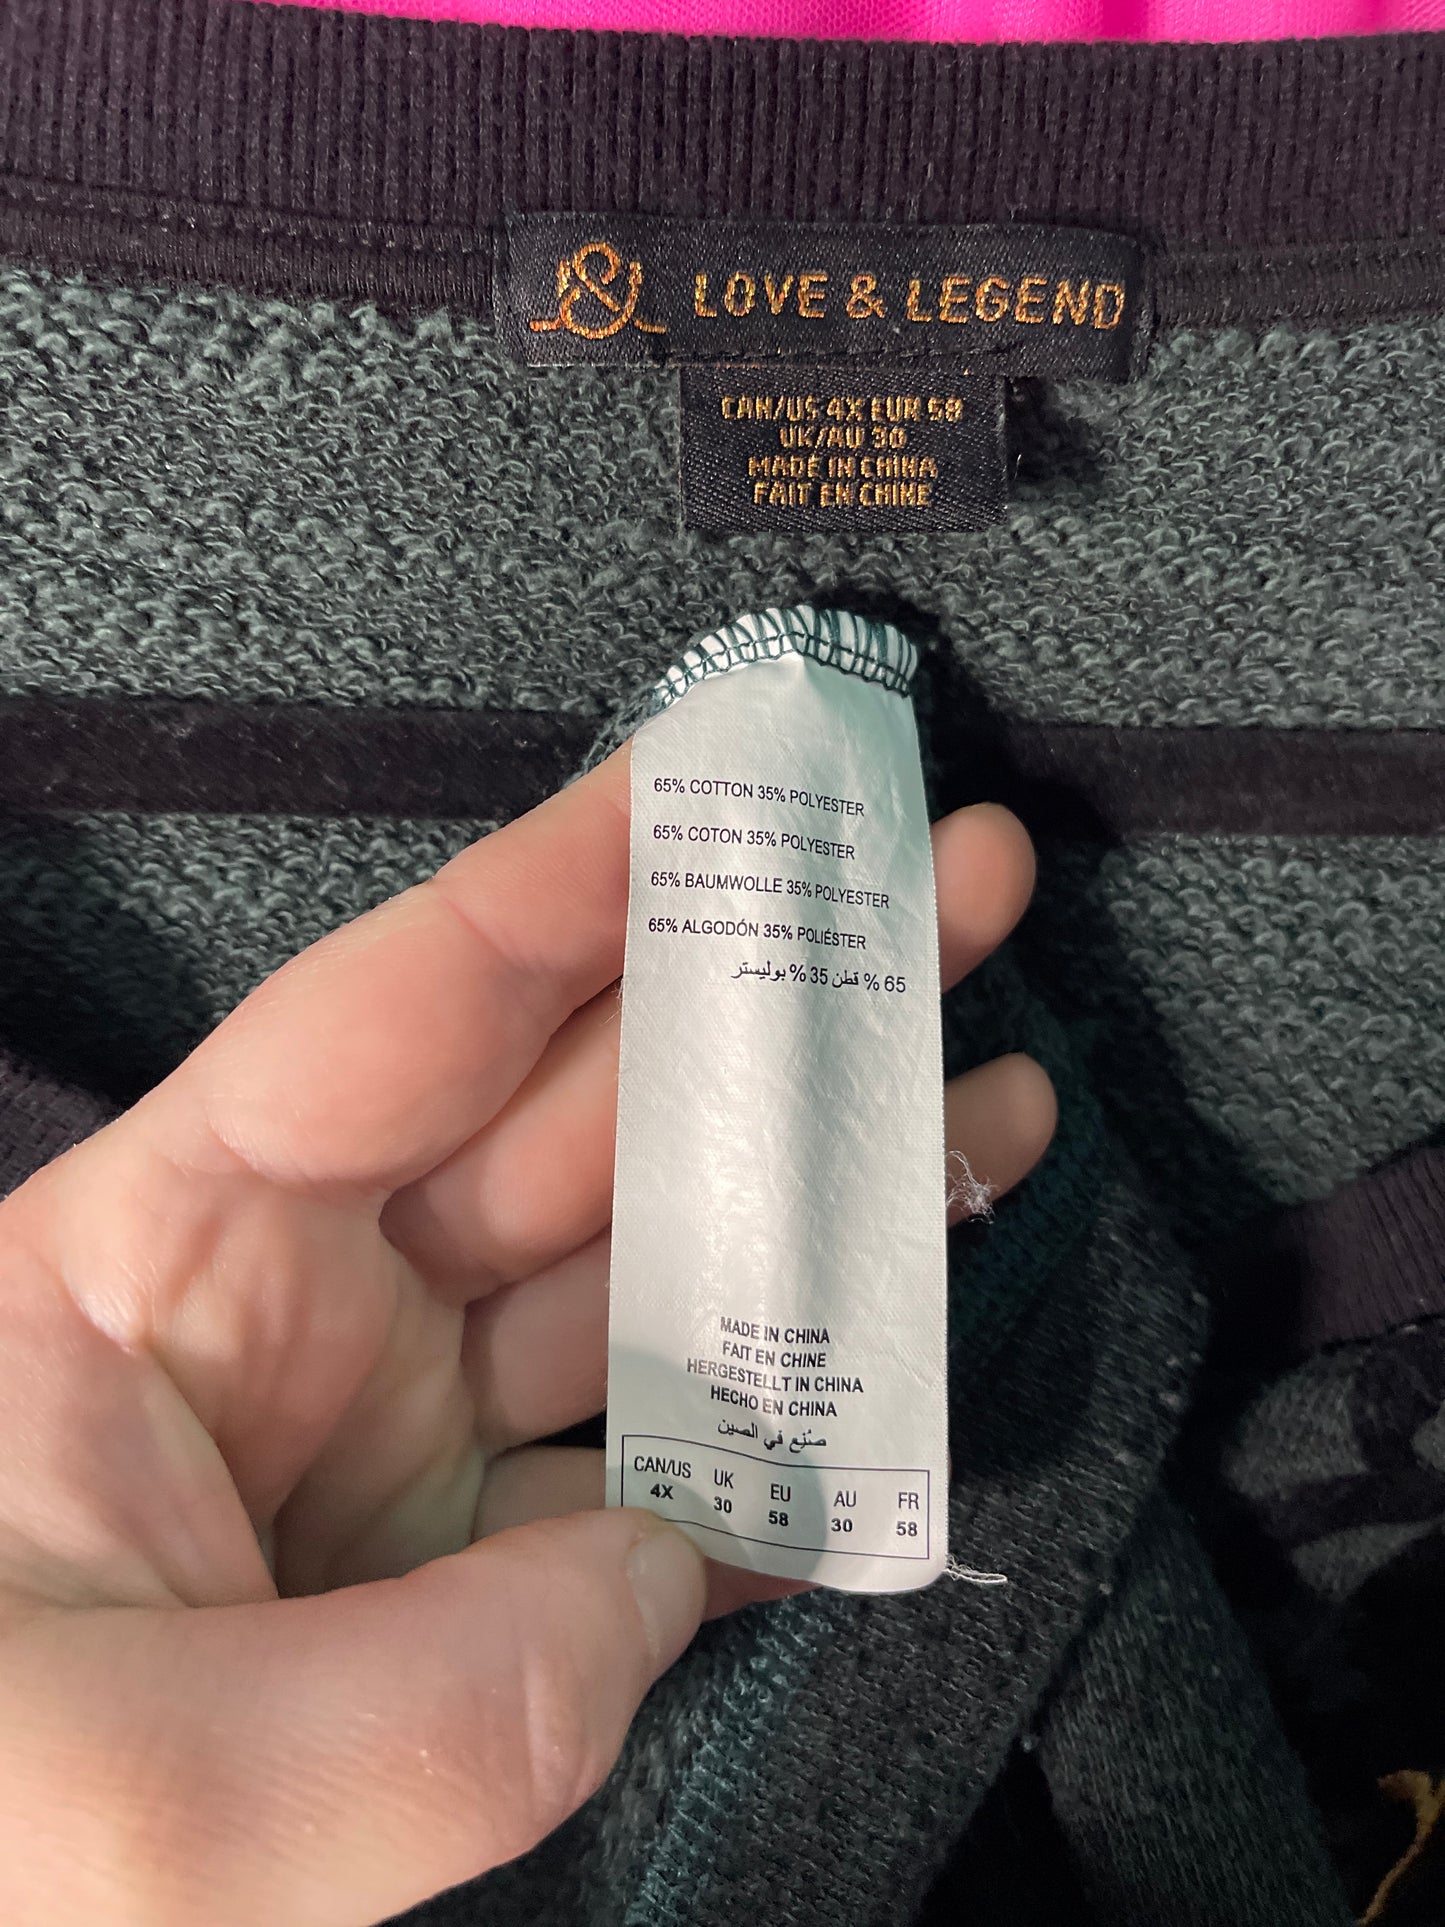 LOVE & LEGEND
CAN/US 4X EUR 58
UK/AU 30
MADE IN CHINA
FAIT EN CHINE
65% COTTON 35% POLYESTER
65% COTON 35% POLYESTER
65% BAUMWOLLE 35% POLYESTER
65% ALGODÓN 35% POLIÉSTER
65 % قطن 35 % بوليستر
MADE IN CHINA
FAIT EN CHINE
HERGESTELLT IN CHINA
HECHO EN CHINA
صُنِع في الصين
CAN/US UK EU AU FR
4X 30 58 30 58